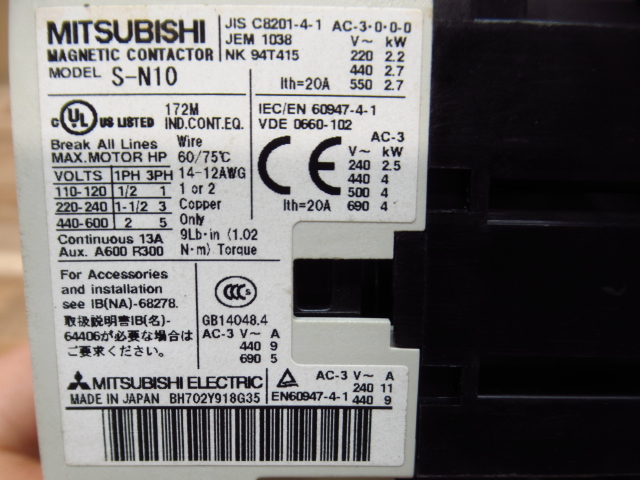 MITSUBISHI
MAGNETIC CONTACTOR
MODEL S-N10
JIS C8201-4-1
JEM 1038
NK 94T415
AC-3·0·0-0
V~ kW
220 2.2
440 2.7
550 2.7
Ith=20A
C UL US LISTED
172M
IND.CONT.EQ.
Break All Lines
MAX.MOTOR HP
VOLTS 1PH 3PH
110-120 1/2 1
220-240 1-1/2 3
440-600 2 5
Continuous 13A
Aux. A600 R300
Wire
60/75℃
14-12AWG
1 or 2
Copper
Only
9Lb·in (1.02
N·m) Torque
IEC/EN 60947-4-1
VDE 0660-102
CE
AC-3
V~ kW
240 2.5
440 4
500 4
690 4
Ith=20A
For Accessories
and installation
see IB(NA)-68278.
取扱説明書IB(名)-
64406が必要な場合は
ご要求ください。
CCC S
GB14048.4
AC-3 V~ A
440 9
690 5
MITSUBISHI ELECTRIC
MADE IN JAPAN BH702Y918G35
EN60947-4-1
AC-3 V~ A
240 11
440 9